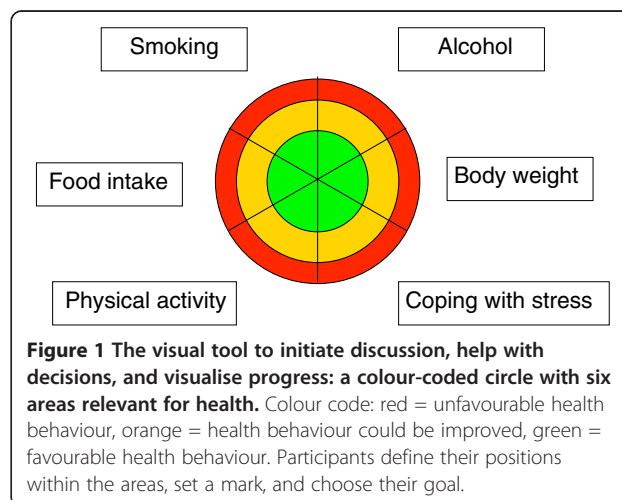 Smoking
Alcohol
Food intake
Body weight
Physical activity
Coping with stress
Figure 1 The visual tool to initiate discussion, help with
decisions, and visualise progress: a colour-coded circle with six
areas relevant for health. Colour code: red = unfavourable health
behaviour, orange = health behaviour could be improved, green =
favourable health behaviour. Participants define their positions
within the areas, set a mark, and choose their goal.